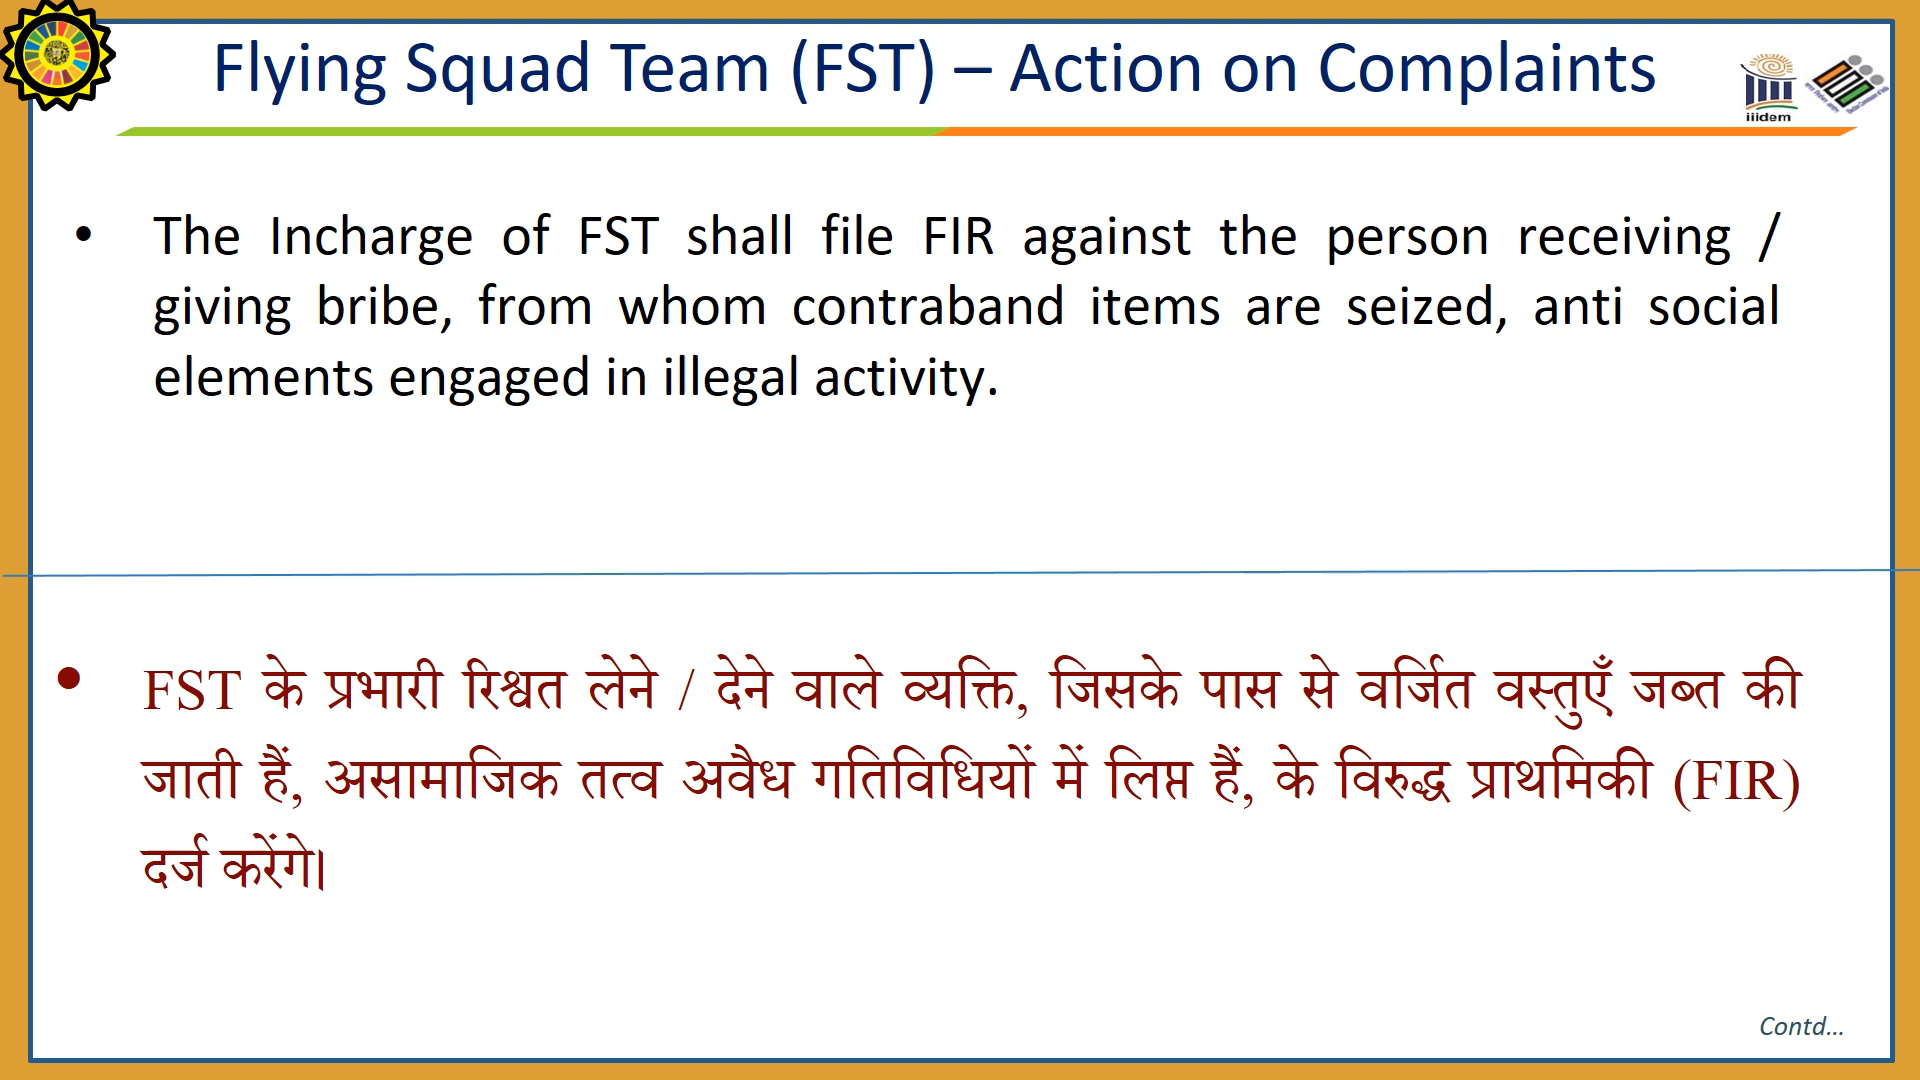 Flying Squad Team (FST) – Action on Complaints
iiidem
• The Incharge of FST shall file FIR against the person receiving /
giving bribe, from whom contraband items are seized, anti social
elements engaged in illegal activity.
• FST के प्रभारी रिश्वत लेने / देने वाले व्यक्ति, जिसके पास से वर्जित वस्तुएँ जब्त की
जाती हैं, असामाजिक तत्व अवैध गतिविधियों में लिप्त हैं, के विरुद्ध प्राथमिकी (FIR)
दर्ज करेंगे।
Contd...